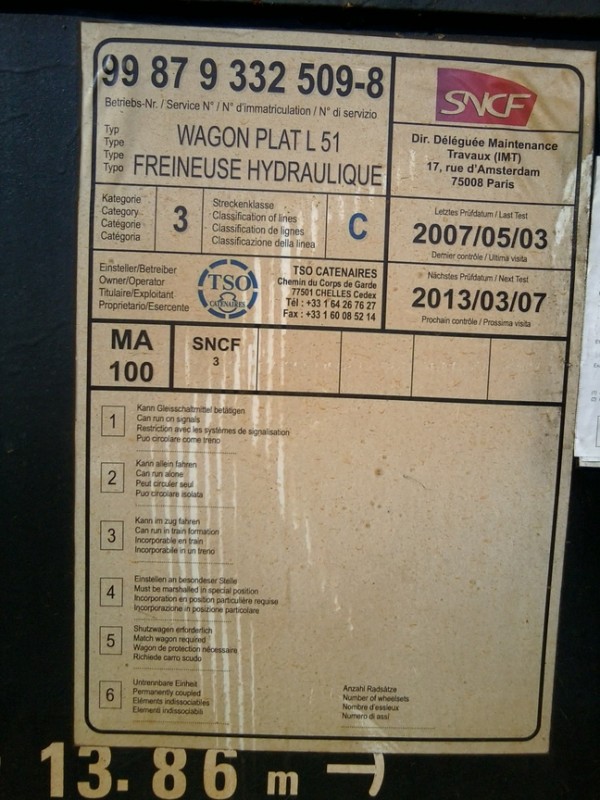 99 87 9 332 509-8
Betriebs-Nr. / Service N° / N° d'immatriculation / N° di servizio
Typ
Type
Type
Typo
WAGON PLAT L 51
FREINEUSE HYDRAULIQUE
SNCF
Dir. Déléguée Maintenance
Travaux (IMT)
17, rue d'Amsterdam
75008 Paris
Kategorie
Category
Catégorie
Catégoria
3
Streckenklasse
Classification of lines
Classification de lignes
Classificazione della linea
C
Letztes Prüfdatum / Last Test
2007/05/03
Dernier contrôle / Ultima visita
Einsteller/Betreiber
Owner/Operator
Titulaire/Exploitant
Proprietario/Esercente
TSO
CATENAIRES
TSO CATENAIRES
Chemin du Corps de Garde
77501 CHELLES Cedex
Tél : +33 1 64 26 76 27
Fax : +33 1 60 08 52 14
Nächstes Prüfdatum / Next Test
2013/03/07
Prochain contrôle / Prossima visita
MA
100
SNCF
3
1
Kann Gleisschaltmittel betätigen
Can run on signals
Restriction avec les systèmes de signalisation
Puo circolare come treno
2
Kann allein fahren
Can run alone
Peut circuler seul
Puo circolare isolata
3
Kann im zug fahren
Can run in train formation
Incorporable en train
Incorporabile in un treno
4
Einstellen an besondeser Stelle
Must be marshalled in special position
Incorporation en position particulière requise
Incorporazione in posizione particolare
5
Shutzwagen erforderlich
Match wagon required
Wagon de protection nécessaire
Richiede carro scudo
6
Untrennbare Einheit
Permanently coupled
Eléments indissociables
Elementi indissociabili
Anzahl Radsätze
Number of wheelsets
Nombre d'essieux
Numero di assi
13.86 m